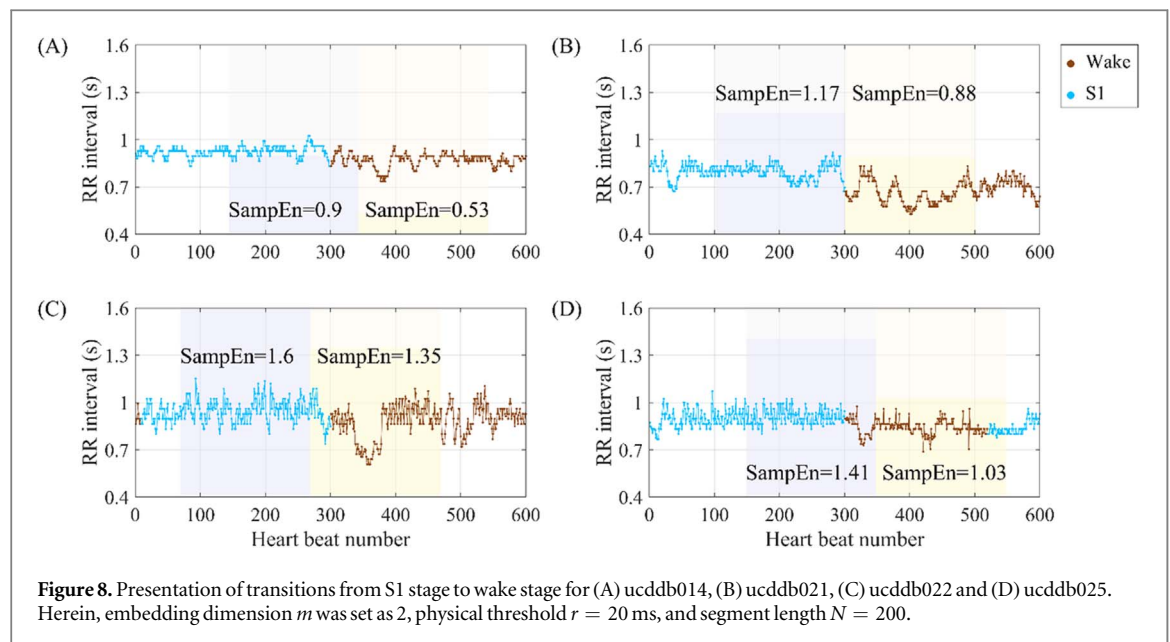 (A)
1.6
1.3
1
0.7
0.4
RR interval (s)
SampEn=0.9
SampEn=0.53
0 100 200 300 400 500 600
(B)
1.6
1.3
1
0.7
0.4
RR interval (s)
SampEn=1.17
SampEn=0.88
0 100 200 300 400 500 600
Wake
S1
(C)
1.6
1.3
1
0.7
0.4
RR interval (s)
SampEn=1.6
SampEn=1.35
0 100 200 300 400 500 600
Heart beat number
(D)
1.6
1.3
1
0.7
0.4
RR interval (s)
SampEn=1.41
SampEn=1.03
0 100 200 300 400 500 600
Heart beat number
Figure 8. Presentation of transitions from S1 stage to wake stage for (A) ucddb014, (B) ucddb021, (C) ucddb022 and (D) ucddb025.
Herein, embedding dimension m was set as 2, physical threshold r = 20 ms, and segment length N = 200.